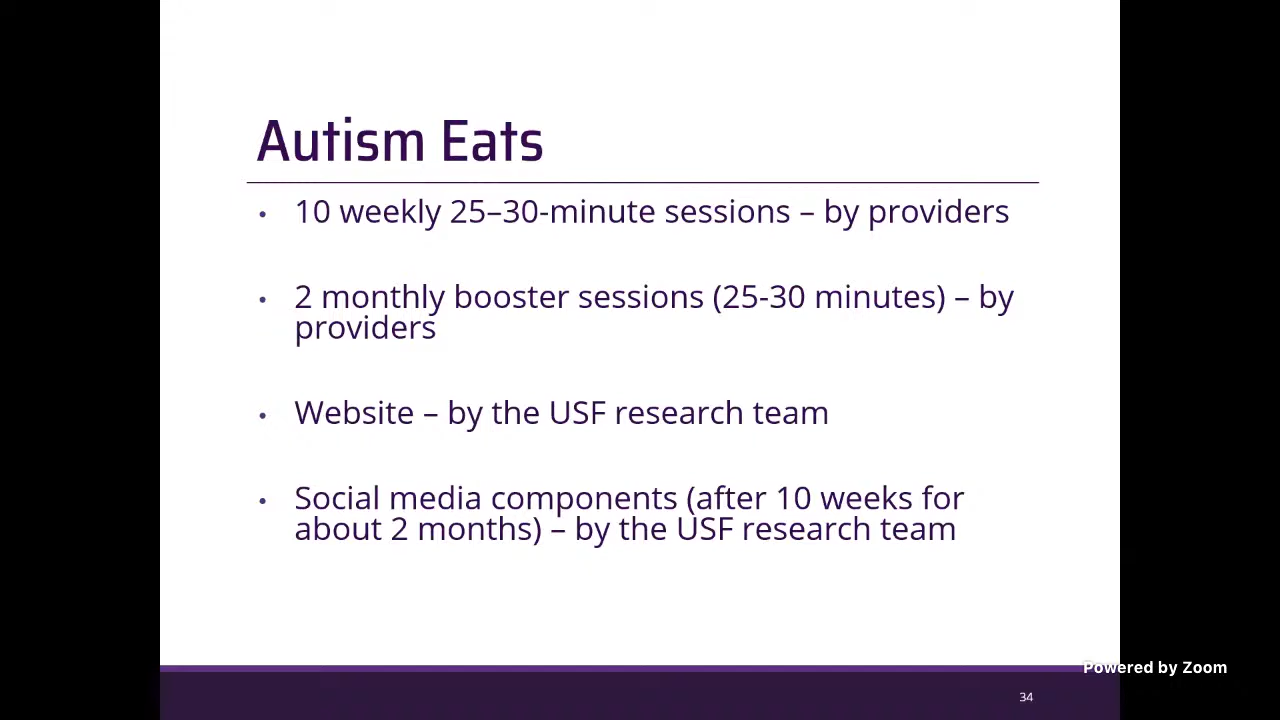 Autism Eats
• 10 weekly 25–30-minute sessions – by providers
• 2 monthly booster sessions (25-30 minutes) – by
providers
• Website – by the USF research team
• Social media components (after 10 weeks for
about 2 months) – by the USF research team
Powered by Zoom
34